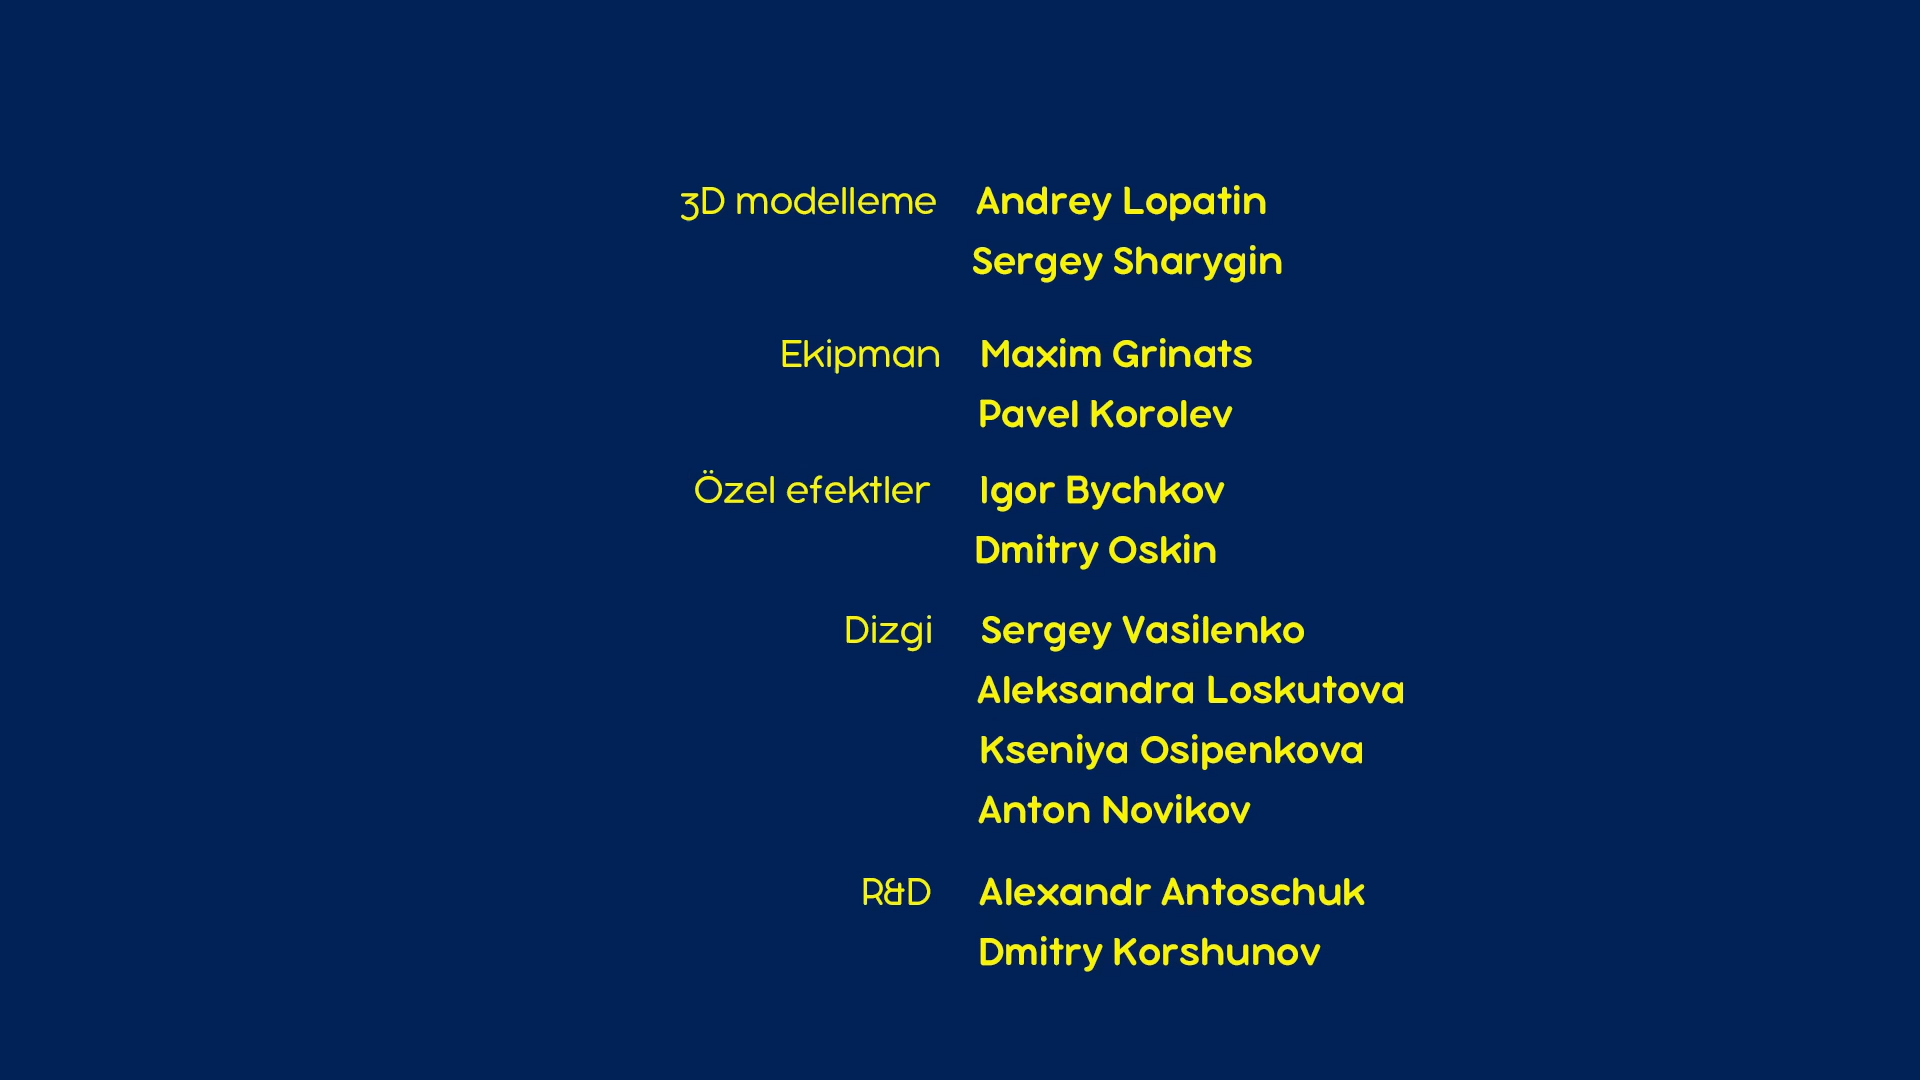 3D modelleme Andrey Lopatin
Sergey Sharygin
Ekipman Maxim Grinats
Pavel Korolev
Özel efektler Igor Bychkov
Dmitry Oskin
Dizgi Sergey Vasilenko
Aleksandra Loskutova
Kseniya Osipenkova
Anton Novikov
R&D Alexandr Antoschuk
Dmitry Korshunov